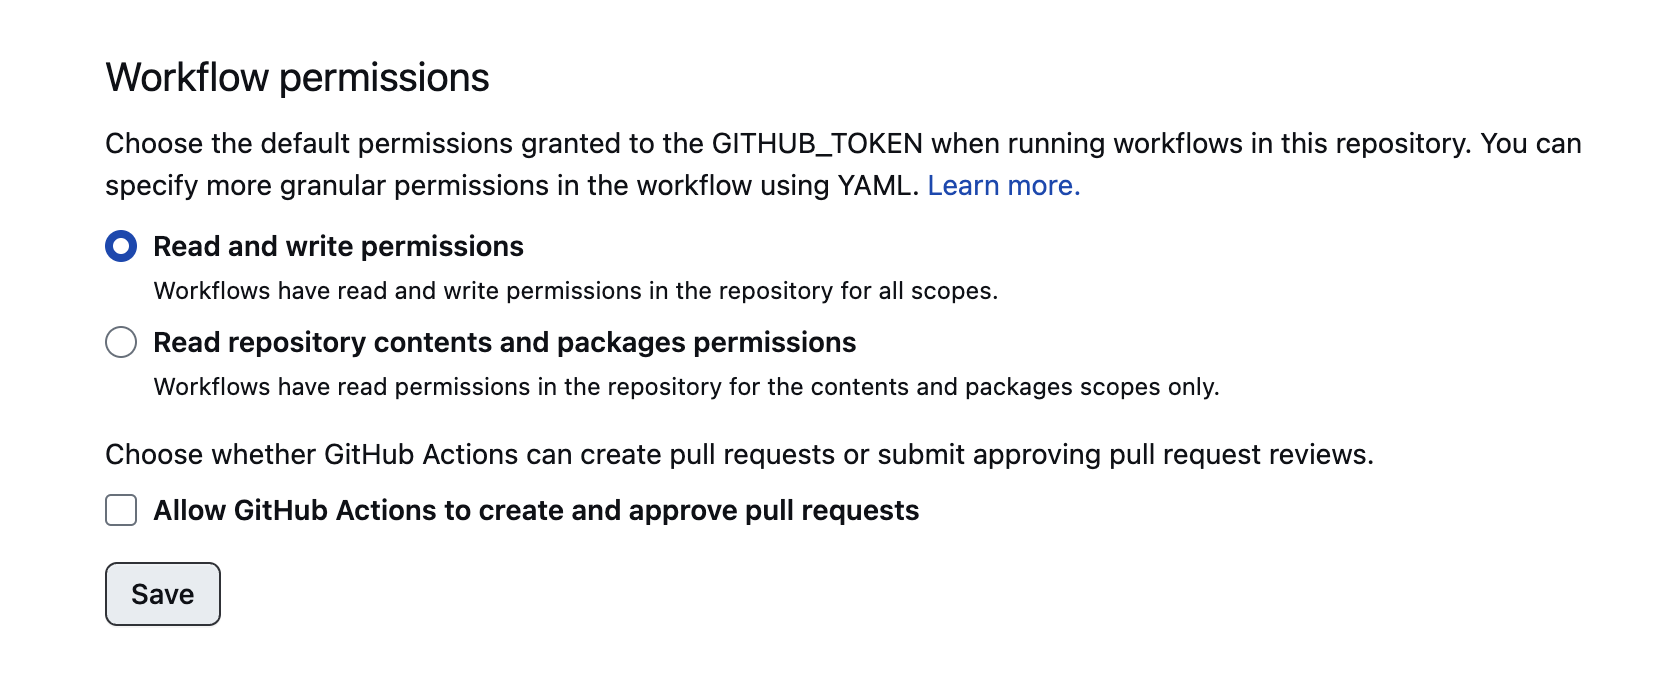 Workflow permissions
Choose the default permissions granted to the GITHUB_TOKEN when running workflows in this repository. You can
specify more granular permissions in the workflow using YAML. Learn more.
Read and write permissions
Workflows have read and write permissions in the repository for all scopes.
Read repository contents and packages permissions
Workflows have read permissions in the repository for the contents and packages scopes only.
Choose whether GitHub Actions can create pull requests or submit approving pull request reviews.
Allow GitHub Actions to create and approve pull requests
Save